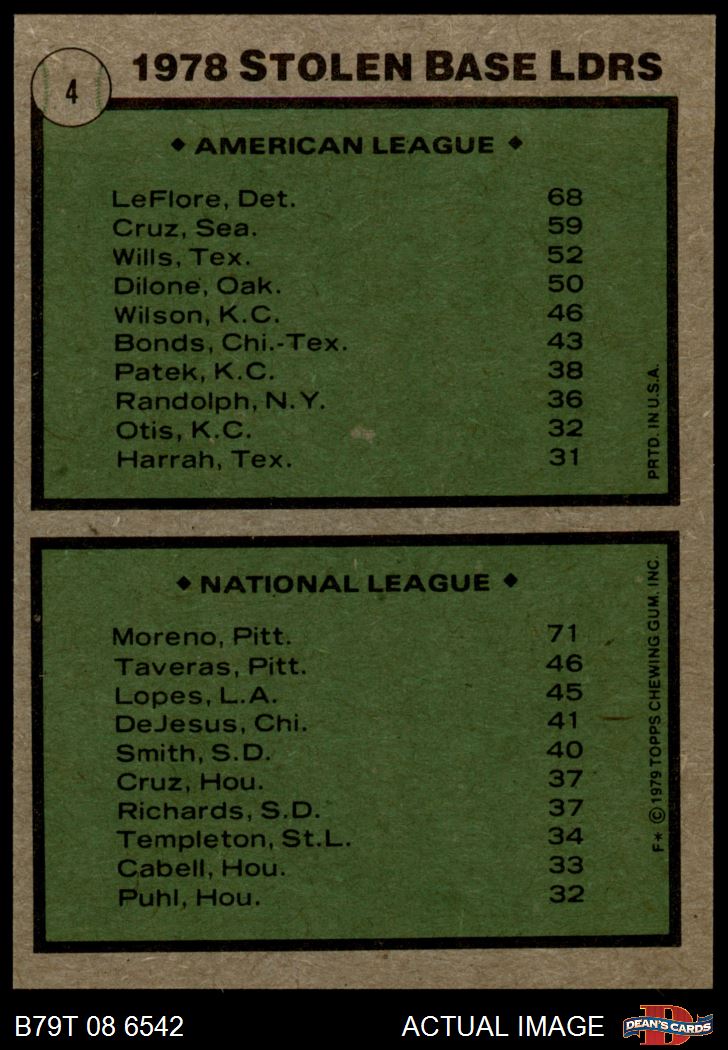 4
1978 STOLEN BASE LDRS
◆ AMERICAN LEAGUE ◆
LeFlore, Det. 68
Cruz, Sea. 59
Wills, Tex. 52
Dilone, Oak. 50
Wilson, K.C. 46
Bonds, Chi.-Tex. 43
Patek, K.C. 38
Randolph, N.Y. 36
Otis, K.C. 32
Harrah, Tex. 31
PRTD. IN U.S.A.
◆ NATIONAL LEAGUE ◆
Moreno, Pitt. 71
Taveras, Pitt. 46
Lopes, L.A. 45
DeJesus, Chi. 41
Smith, S.D. 40
Cruz, Hou. 37
Richards, S.D. 37
Templeton, St.L. 34
Cabell, Hou. 33
Puhl, Hou. 32
F* © 1979 TOPPS CHEWING GUM, INC.
B79T 08 6542
ACTUAL IMAGE
D
DEAN'S CARDS